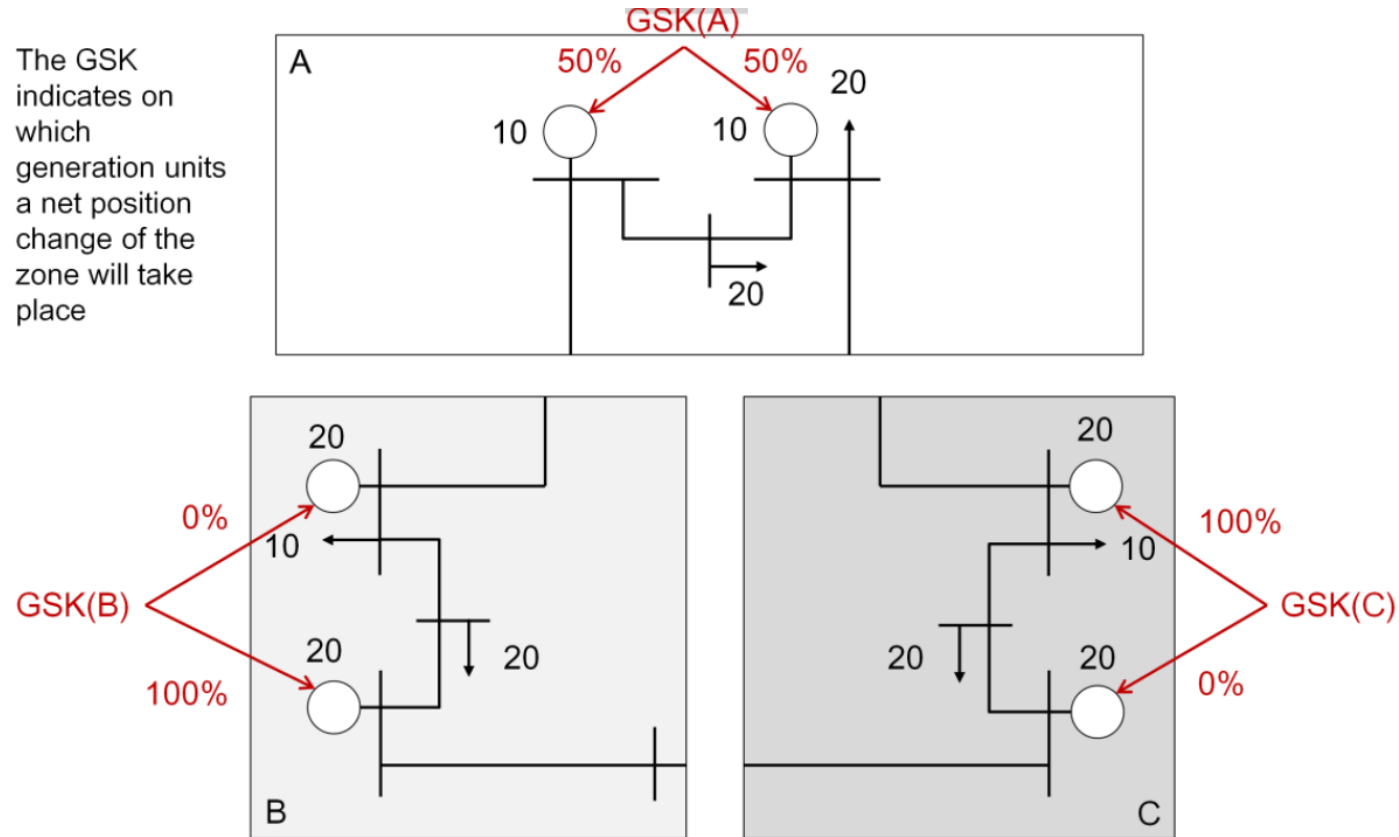 The GSK
indicates on
which
generation units
a net position
change of the
zone will take
place
GSK(A)
A
50%
50%
20
10
10
20
20
0%
10
GSK(B)
20
20
100%
B
20
100%
10
GSK(C)
20
20
0%
C